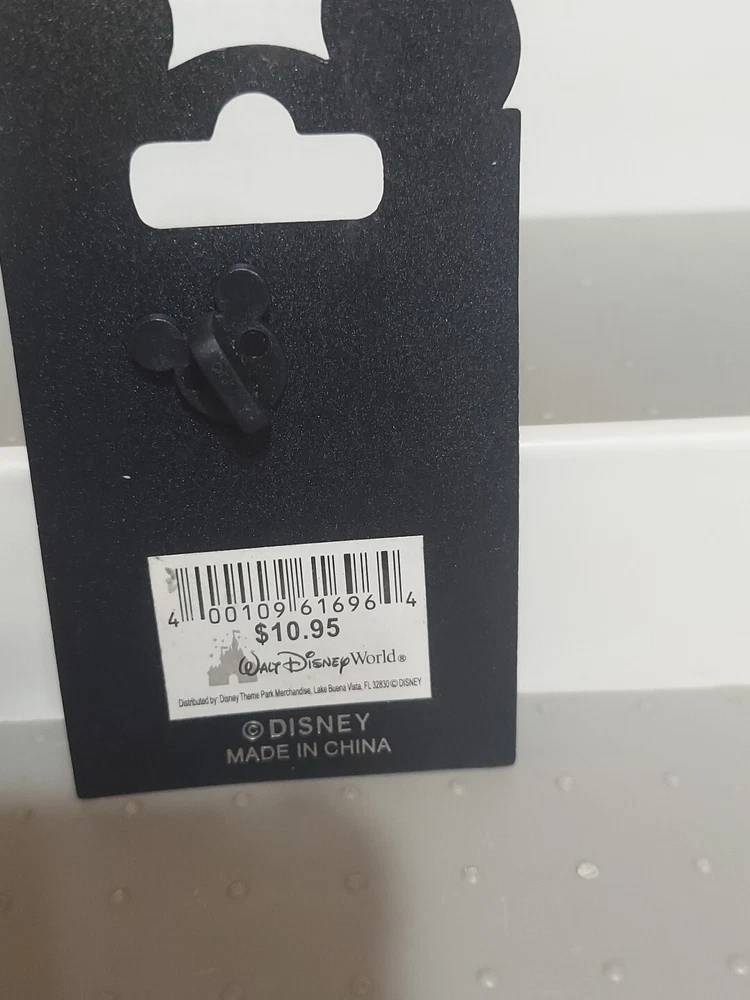 4 00109 61696 4
$10.95
WALT DISNEY World®
Distributed by: Disney Theme Park Merchandise, Lake Buena Vista, FL 32830 © DISNEY
© DISNEY
MADE IN CHINA